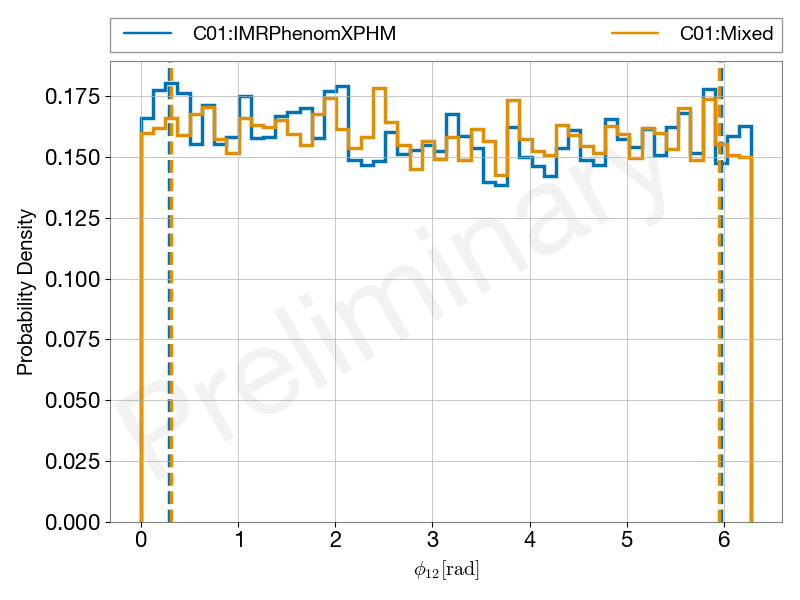 C01:IMRPhenomXPHM C01:Mixed
0.175
0.150
0.125
0.100
0.075
0.050
0.025
0.000
Probability Density
Preliminary
0 1 2 3 4 5 6
ϕ₁₂[rad]